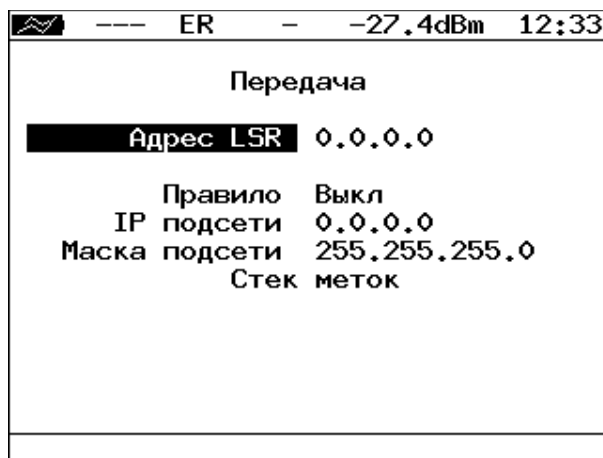 --- ER - -27.4dBm 12:33
Передача
Адрес LSR 0.0.0.0
Правило Выкл
IP подсети 0.0.0.0
Маска подсети 255.255.255.0
Стек меток